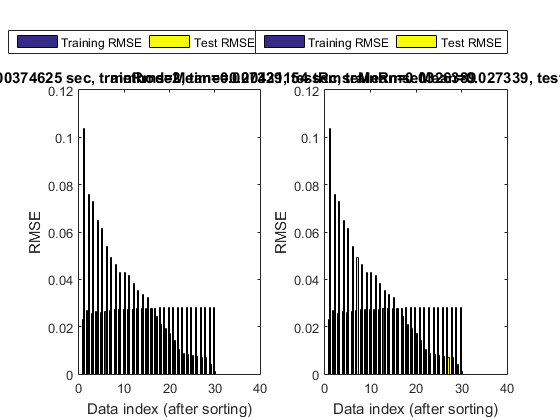 Training RMSE Test RMSE Training RMSE Test RMSE
00374625 sec,
0.12 0.12
0.1 0.1
0.08 0.08
0.06 0.06
0.04 0.04
0.02 0.02
0 0
RMSE RMSE
0 10 20 30 40 0 10 20 30 40
Data index (after sorting) Data index (after sorting)